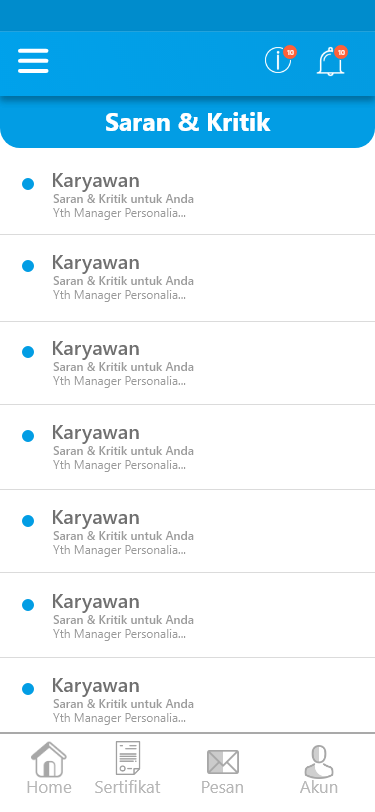 10
10
Saran & Kritik
Karyawan
Saran & Kritik untuk Anda
Yth Manager Personalia...
Karyawan
Saran & Kritik untuk Anda
Yth Manager Personalia...
Karyawan
Saran & Kritik untuk Anda
Yth Manager Personalia...
Karyawan
Saran & Kritik untuk Anda
Yth Manager Personalia...
Karyawan
Saran & Kritik untuk Anda
Yth Manager Personalia...
Karyawan
Saran & Kritik untuk Anda
Yth Manager Personalia...
Karyawan
Saran & Kritik untuk Anda
Yth Manager Personalia...
Home Sertifikat Pesan Akun